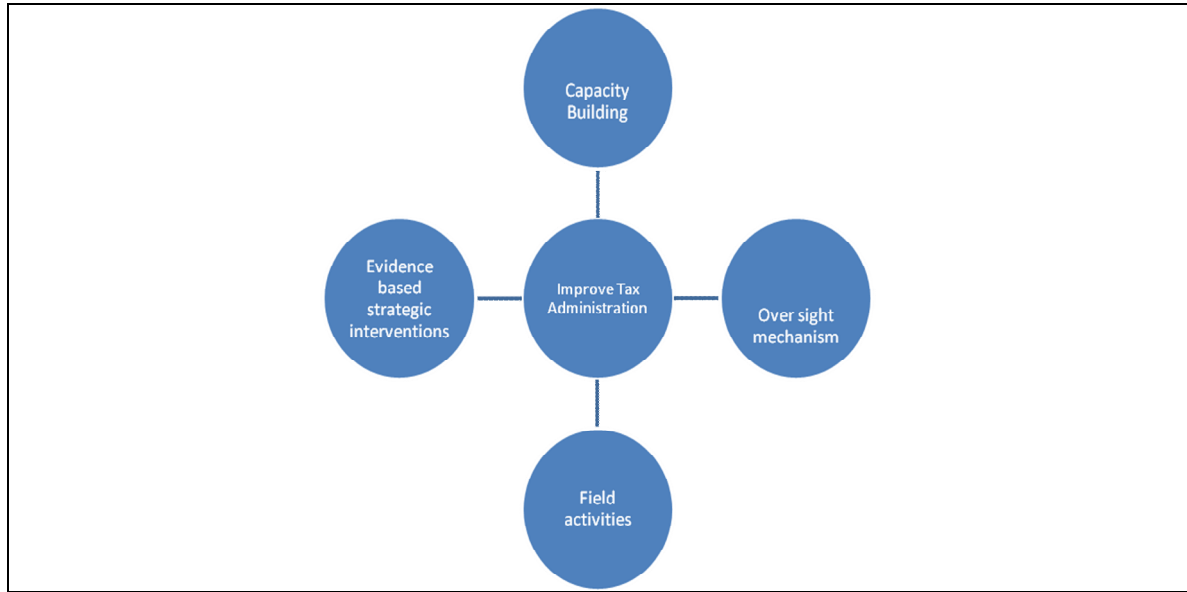 Capacity
Building
Evidence
based
strategic
interventions
Improve Tax
Administration
Over sight
mechanism
Field
activities